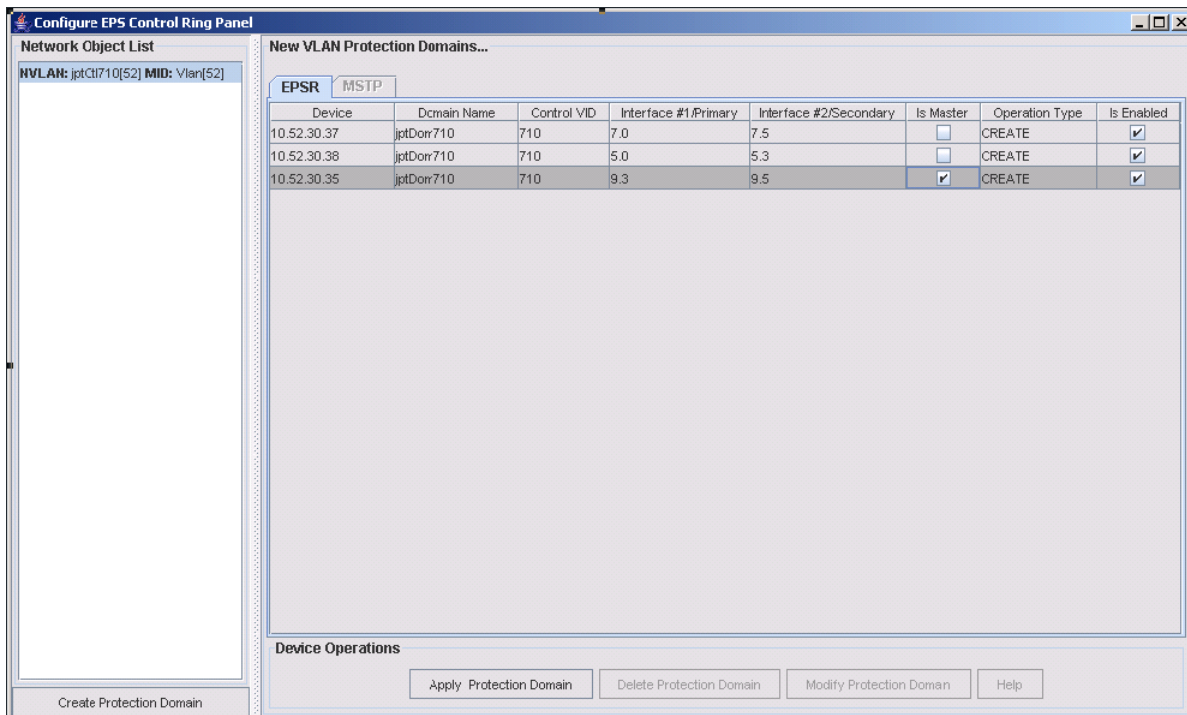 Configure EPS Control Ring Panel
Network Object List
NVLAN: jptCtl710[52] MID: Vlan[52]
Create Protection Domain
New VLAN Protection Domains...
EPSR MSTP
Device Domain Name Control VID Interface #1/Primary Interface #2/Secondary Is Master Operation Type Is Enabled
10.52.30.37 jptDom710 710 7.0 7.5 CREATE
10.52.30.38 jptDom710 710 5.0 5.3 CREATE
10.52.30.35 jptDom710 710 9.3 9.5 CREATE
Device Operations
Apply Protection Domain Delete Protection Domain Modify Protection Doman Help